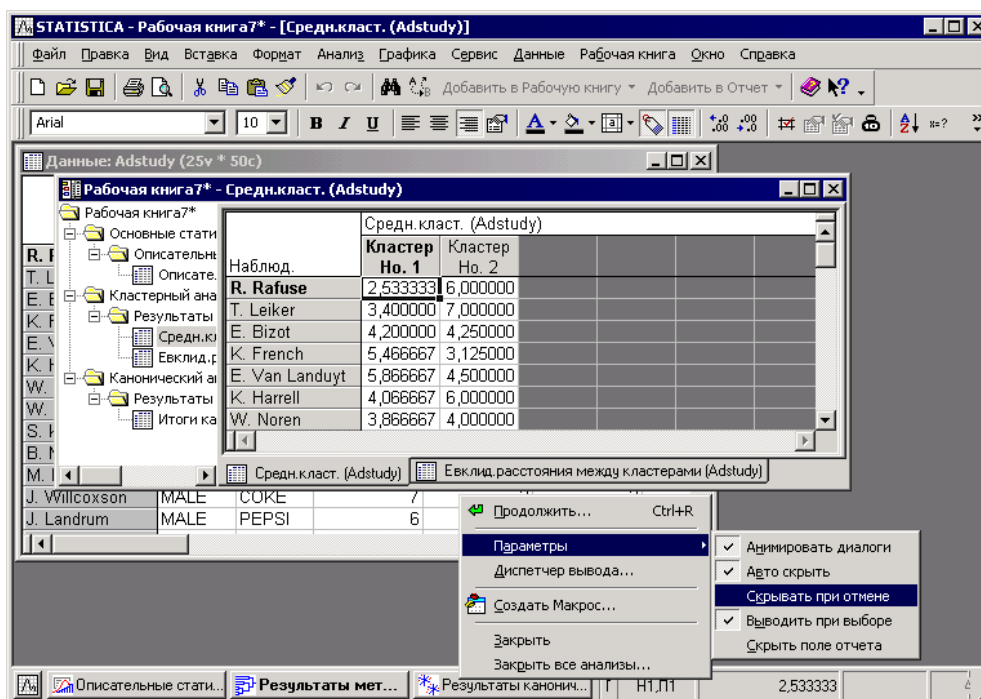 STATISTICA - Рабочая книга7* - [Средн.класт. (Adstudy)]
Файл Правка Вид Вставка Формат Анализ Графика Сервис Данные Рабочая книга Окно Справка
Добавить в Рабочую книгу Добавить в Отчет
Arial 10 B I U
Данные: Adstudy (25v * 50c)
Рабочая книга7* - Средн.класт. (Adstudy)
Рабочая книга7*
Основные стати
Описательнь
Описате.
Кластерный ана
Результаты
Средн.кл
Евклид.р
Канонический ан
Результаты
Итоги ка
Средн.класт. (Adstudy)
Наблюд. Кластер Но. 1 Кластер Но. 2
R. Rafuse 2,533333 6,000000
T. Leiker 3,400000 7,000000
E. Bizot 4,200000 4,250000
K. French 5,466667 3,125000
E. Van Landuyt 5,866667 4,500000
K. Harrell 4,066667 6,000000
W. Noren 3,866667 4,000000
Средн.класт. (Adstudy) Евклид.расстояния между кластерами (Adstudy)
R.
T. L
K.
W.
W.
B.
M.
J. Willcoxson MALE COKE 7
J. Landrum MALE PEPSI 6
Продолжить... Ctrl+R
Параметры
Диспетчер вывода...
Создать Макрос...
Закрыть
Закрыть все анализы...
Анимировать диалоги
Авто скрыть
Скрывать при отмене
Выводить при выборе
Скрыть поле отчета
Описательные стати... Результаты мет... Результаты канонич... Н1,П1 2,533333